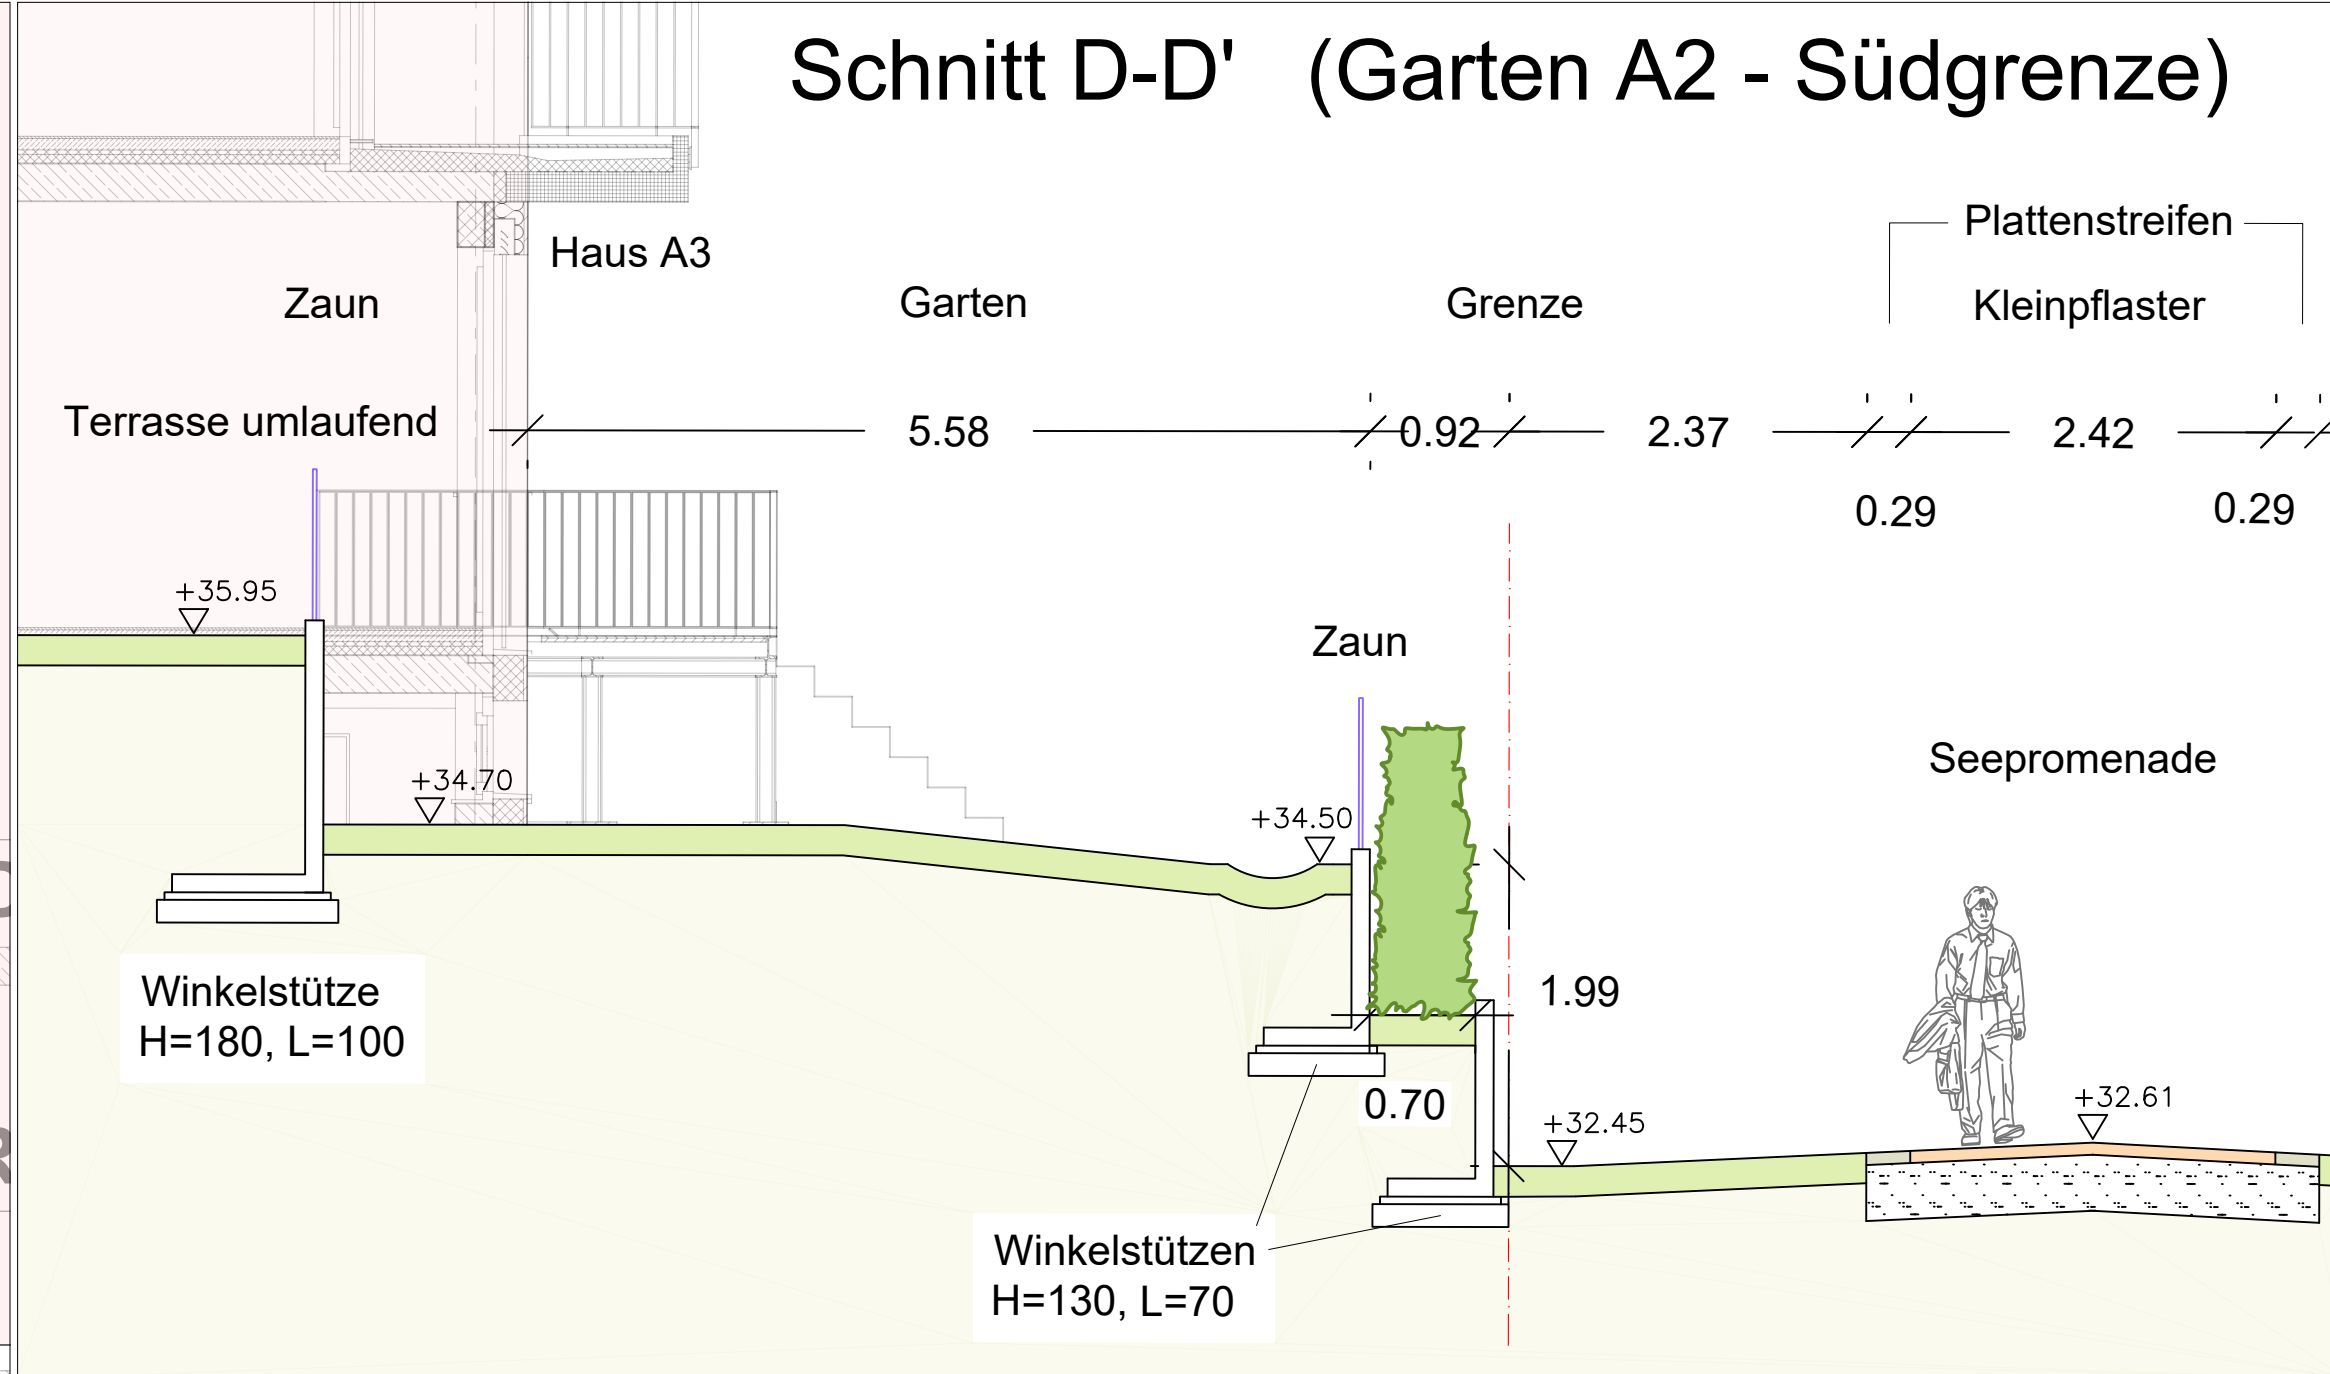 Schnitt D-D' (Garten A2 - Südgrenze)
Plattenstreifen
Haus A3
Zaun
Garten
Grenze
Kleinpflaster
Terrasse umlaufend
5.58
0.92
2.37
2.42
0.29
0.29
+35.95
Zaun
+34.70
+34.50
Seepromenade
Winkelstütze
H=180, L=100
1.99
0.70
+32.45
+32.61
Winkelstützen
H=130, L=70